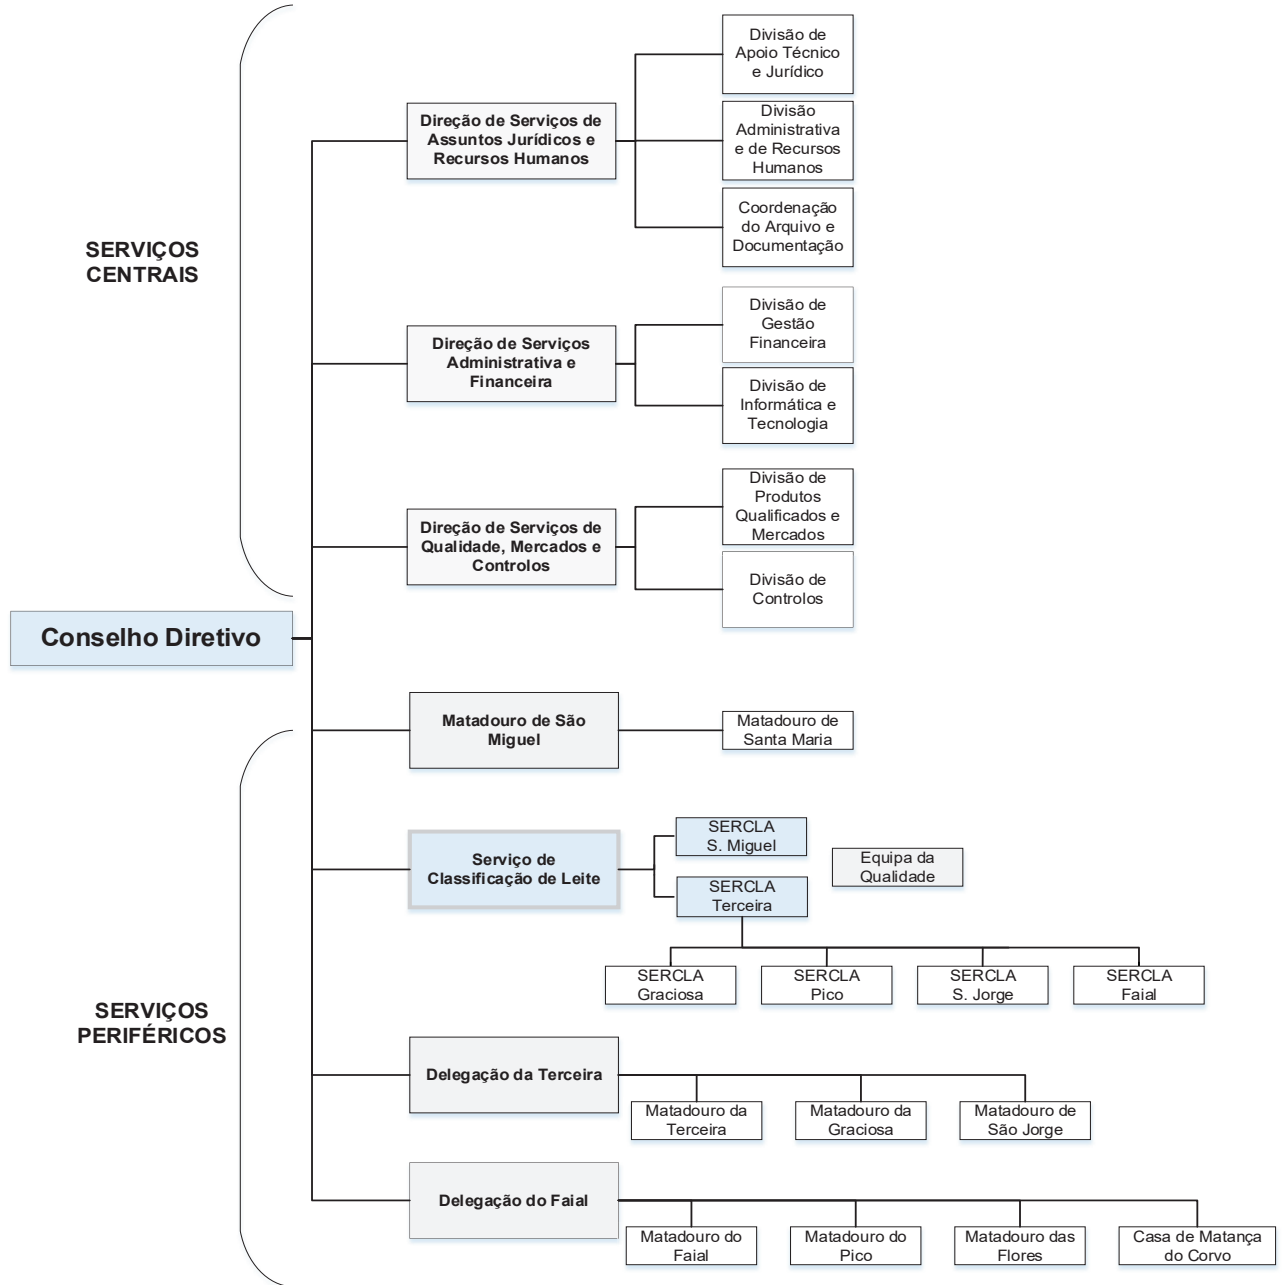 SERVIÇOS
CENTRAIS
Direção de Serviços de
Assuntos Jurídicos e
Recursos Humanos
Divisão de
Apoio Técnico
e Jurídico
Divisão
Administrativa
e de Recursos
Humanos
Coordenação
do Arquivo e
Documentação
Direção de Serviços
Administrativa e
Financeira
Divisão de
Gestão
Financeira
Divisão de
Informática e
Tecnologia
Direção de Serviços de
Qualidade, Mercados e
Controlos
Divisão de
Produtos
Qualificados e
Mercados
Divisão de
Controlos
Conselho Diretivo
SERVIÇOS
PERIFÉRICOS
Matadouro de São
Miguel
Matadouro de
Santa Maria
Serviço de
Classificação de Leite
SERCLA
S. Miguel
SERCLA
Terceira
Equipa da
Qualidade
SERCLA
Graciosa
SERCLA
Pico
SERCLA
S. Jorge
SERCLA
Faial
Delegação da Terceira
Matadouro da
Terceira
Matadouro da
Graciosa
Matadouro de
São Jorge
Delegação do Faial
Matadouro do
Faial
Matadouro do
Pico
Matadouro das
Flores
Casa de Matança
do Corvo